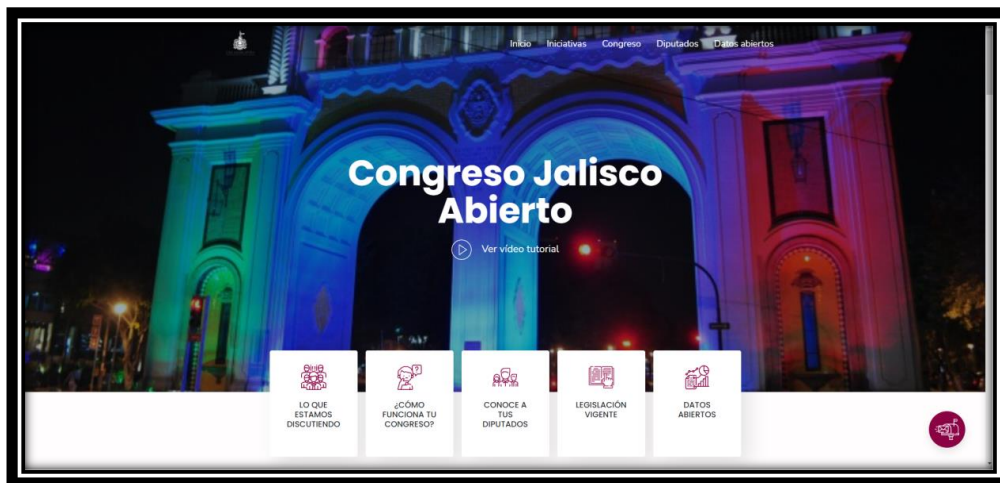 Inicio Iniciativas Congreso Diputados Datos abiertos
Congreso Jalisco
Abierto
Ver vídeo tutorial
LO QUE
ESTAMOS
DISCUTIENDO
¿CÓMO
FUNCIONA TU
CONGRESO?
CONOCE A
TUS
DIPUTADOS
LEGISLACIÓN
VIGENTE
DATOS
ABIERTOS